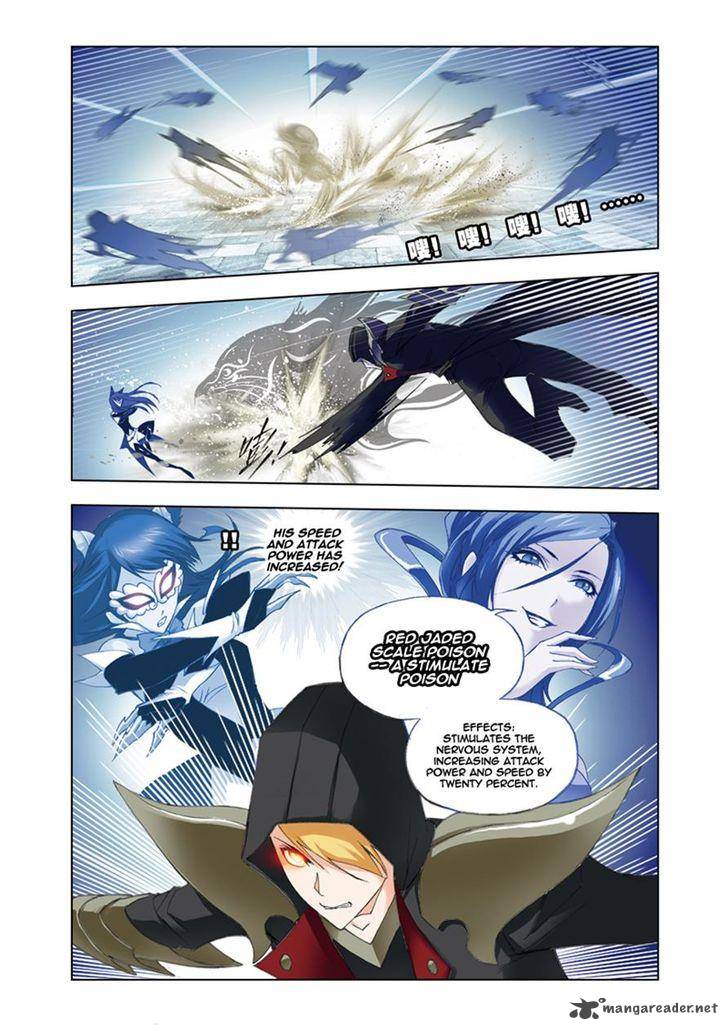 嗖! 嗖! 嗖! 嗖! ……
嘭!!
!!
HIS SPEED
AND ATTACK
POWER HAS
INCREASED!
RED JADED
SCALE POISON
-- A STIMULATE
POISON
EFFECTS:
STIMULATES THE
NERVOUS SYSTEM,
INCREASING ATTACK
POWER AND SPEED BY
TWENTY PERCENT.
mangareader.net